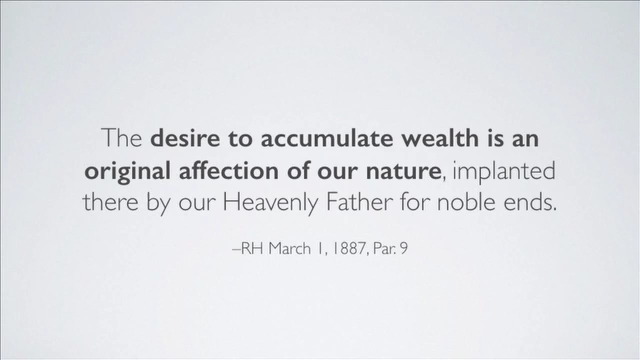 The desire to accumulate wealth is an
original affection of our nature, implanted
there by our Heavenly Father for noble ends.
–RH March 1, 1887, Par. 9